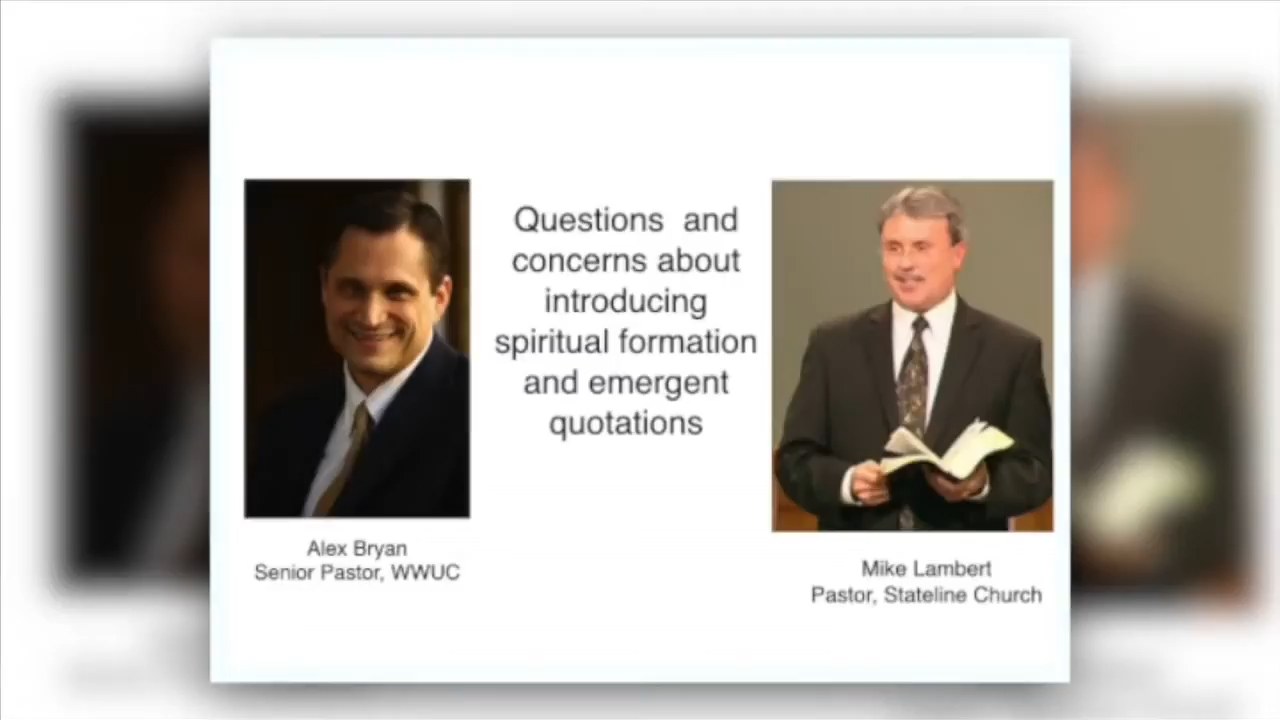 Questions and
concerns about
introducing
spiritual formation
and emergent
quotations
Alex Bryan
Senior Pastor, WWUC
Mike Lambert
Pastor, Stateline Church